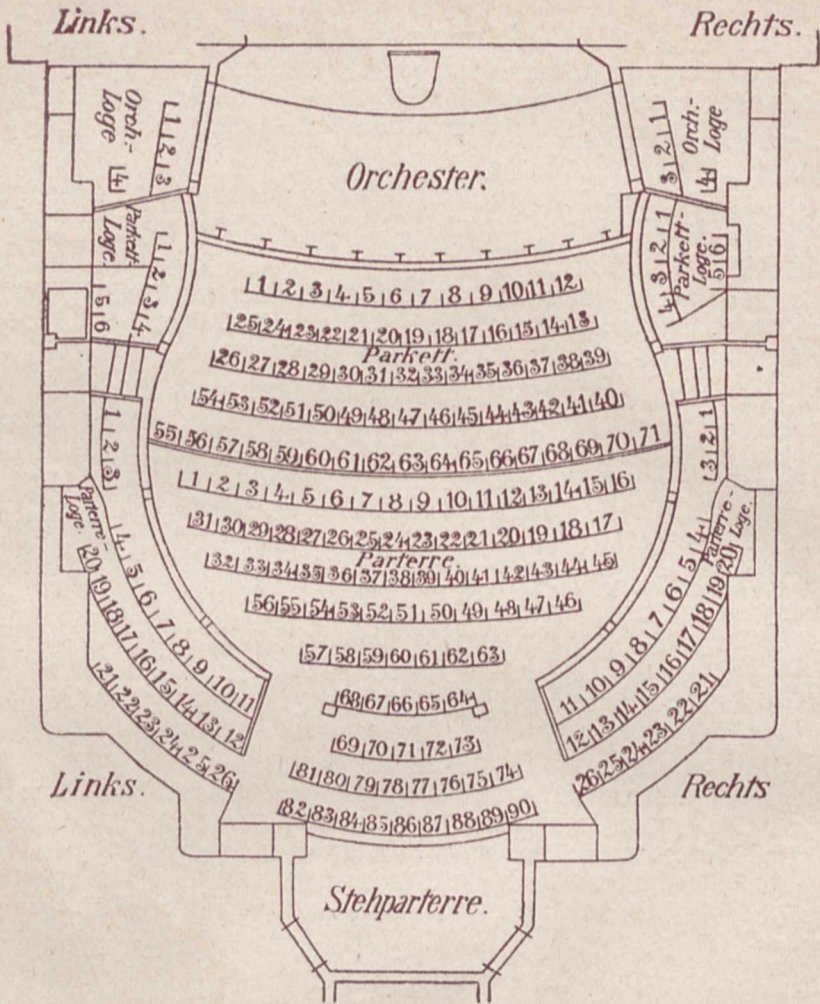 Links.
Rechts.
Orch.-
Loge
1 2 3
4
Orchester.
1 2 3
Orch.-
Loge
4
Parkett-
Loge.
1 2 3 4
5 6
1 2 3 4
Parkett-
Loge.
5 6
1 2 3 4 5 6 7 8 9 10 11 12
25 24 23 22 21 20 19 18 17 16 15 14 13
Parkett.
26 27 28 29 30 31 32 33 34 35 36 37 38 39
54 53 52 51 50 49 48 47 46 45 44 43 42 41 40
55 56 57 58 59 60 61 62 63 64 65 66 67 68 69 70 71
1 2 3 4 5 6 7 8 9 10 11 12 13 14 15 16
31 30 29 28 27 26 25 24 23 22 21 20 19 18 17
Parterre.
32 33 34 35 36 37 38 39 40 41 42 43 44 45
56 55 54 53 52 51 50 49 48 47 46
57 58 59 60 61 62 63
68 67 66 65 64
69 70 71 72 73
81 80 79 78 77 76 75 74
82 83 84 85 86 87 88 89 90
1 2 3
4 5 6 7 8 9 10 11
Parterre-
Loge.
20 19 18 17 16 15 14 13 12
21 22 23 24 25 26
1 2 3
4 5 6 7 8 9 10 11
Parterre-
Loge.
20 19 18 17 16 15 14 13 12
21 22 23 24 25 26
Links.
Rechts
Stehparterre.